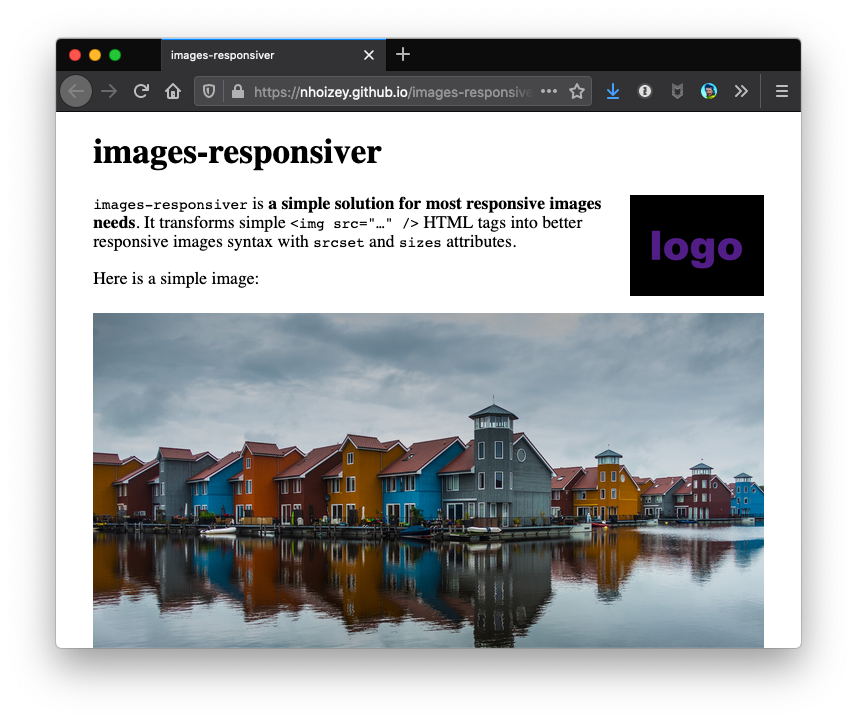 images-responsiver
https://nhoizey.github.io/images-responsive
images-responsiver
images-responsiver is a simple solution for most responsive images
needs. It transforms simple <img src="…" /> HTML tags into better
responsive images syntax with srcset and sizes attributes.
logo
Here is a simple image: